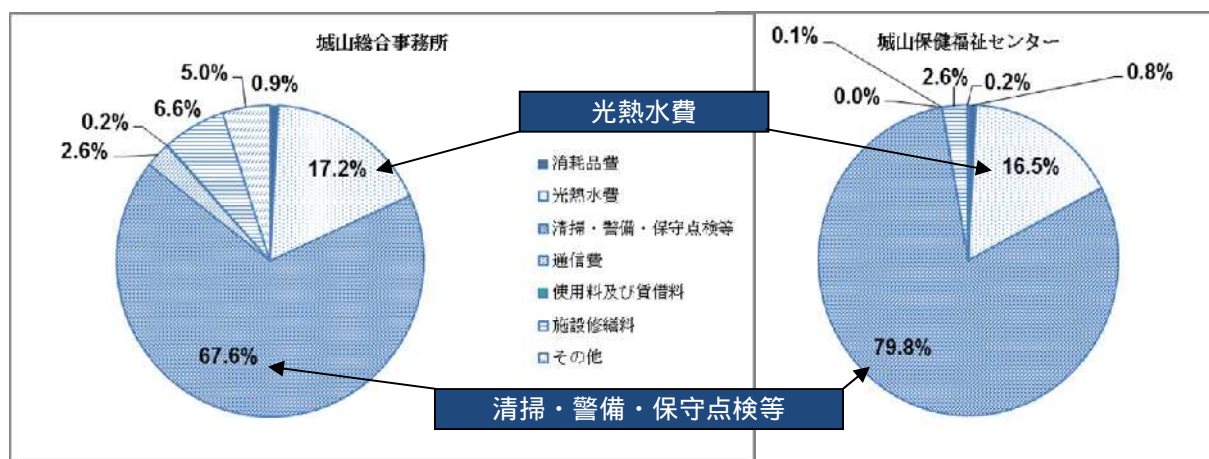 城山総合事務所
5.0%
0.9%
6.6%
0.2%
2.6%
17.2%
67.6%
光熱水費
消耗品費
光熱水費
清掃・警備・保守点検等
通信費
使用料及び賃借料
施設修繕料
その他
清掃・警備・保守点検等
城山保健福祉センター
0.1%
2.6%
0.2%
0.8%
0.0%
16.5%
79.8%